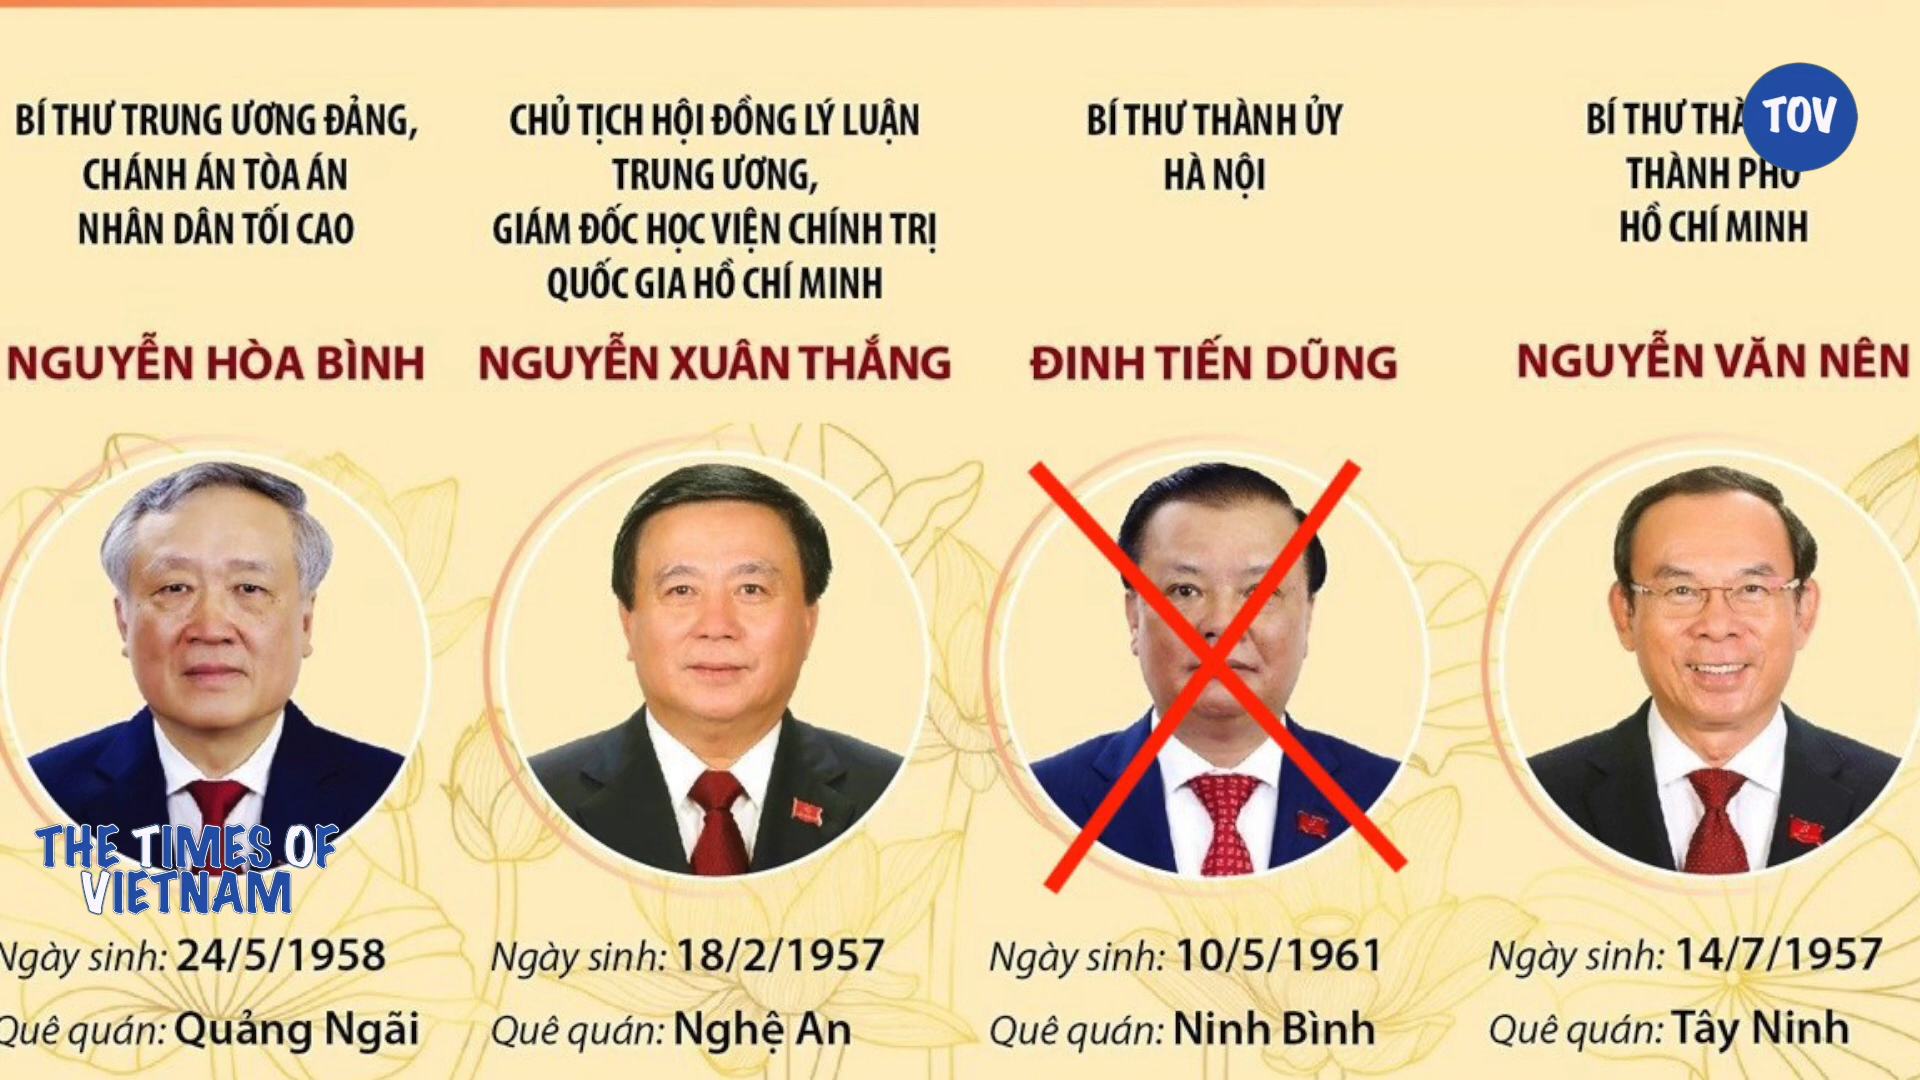 BÍ THƯ TRUNG ƯƠNG ĐẢNG,
CHÁNH ÁN TÒA ÁN
NHÂN DÂN TỐI CAO
NGUYỄN HÒA BÌNH
Ngày sinh: 24/5/1958
Quê quán: Quảng Ngãi
CHỦ TỊCH HỘI ĐỒNG LÝ LUẬN
TRUNG ƯƠNG,
GIÁM ĐỐC HỌC VIỆN CHÍNH TRỊ
QUỐC GIA HỒ CHÍ MINH
NGUYỄN XUÂN THẮNG
Ngày sinh: 18/2/1957
Quê quán: Nghệ An
BÍ THƯ THÀNH ỦY
HÀ NỘI
ĐINH TIẾN DŨNG
Ngày sinh: 10/5/1961
Quê quán: Ninh Bình
BÍ THƯ
THÀNH PHỐ
HỒ CHÍ MINH
NGUYỄN VĂN NÊN
Ngày sinh: 14/7/1957
Quê quán: Tây Ninh
TOV
THE TIMES OF
VIETNAM